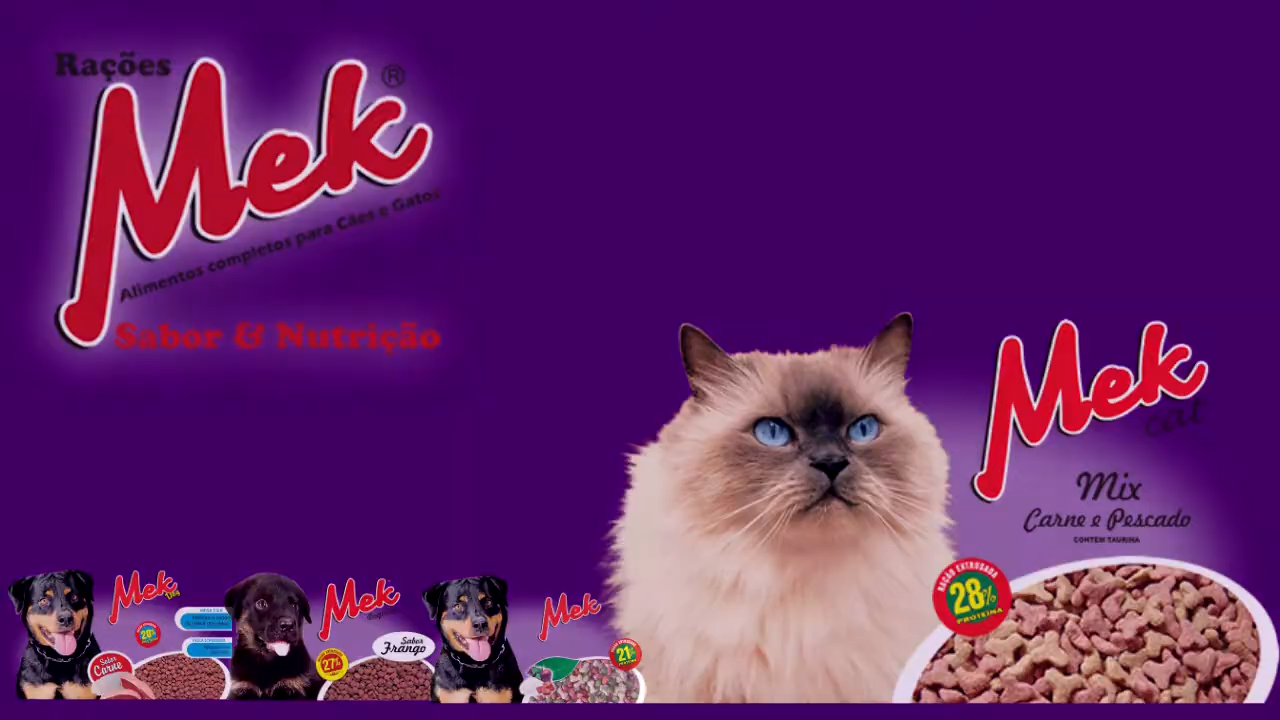 Rações
Mek®
Alimentos completos para Cães e Gatos
Sabor & Nutrição
Mek
cat
Mix
Carne e Pescado
CONTÉM TAURINA
RAÇÃO EXTRUSADA
28%
PROTEÍNA
Mek
Sabor
Carne
Mek
27%
Sabor
Frango
Mek
21%